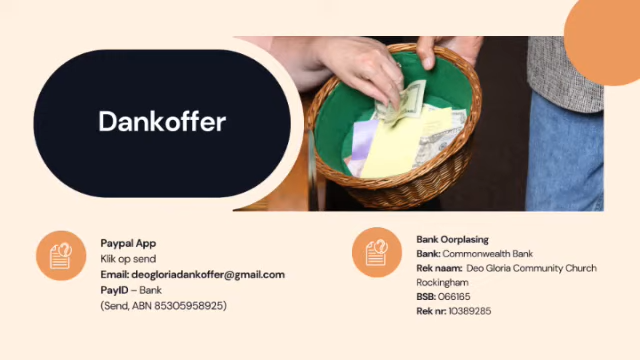 Dankoffer
Paypal App
Klik op send
Email: deogloriadankoffer@gmail.com
PayID – Bank
(Send, ABN 85305958925)
Bank Oorplasing
Bank: Commonwealth Bank
Rek naam: Deo Gloria Community Church
Rockingham
BSB: 066165
Rek nr: 10389285